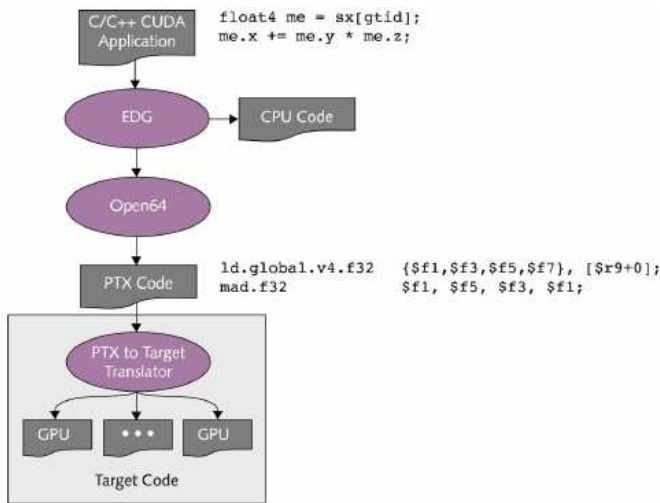 C/C++ CUDA
Application
float4 me = sx[gtid];
me.x += me.y * me.z;
EDG
CPU Code
Open64
PTX Code
ld.global.v4.f32 {$f1,$f3,$f5,$f7}, [$r9+0];
mad.f32 $f1, $f5, $f3, $f1;
PTX to Target
Translator
GPU
•••
GPU
Target Code